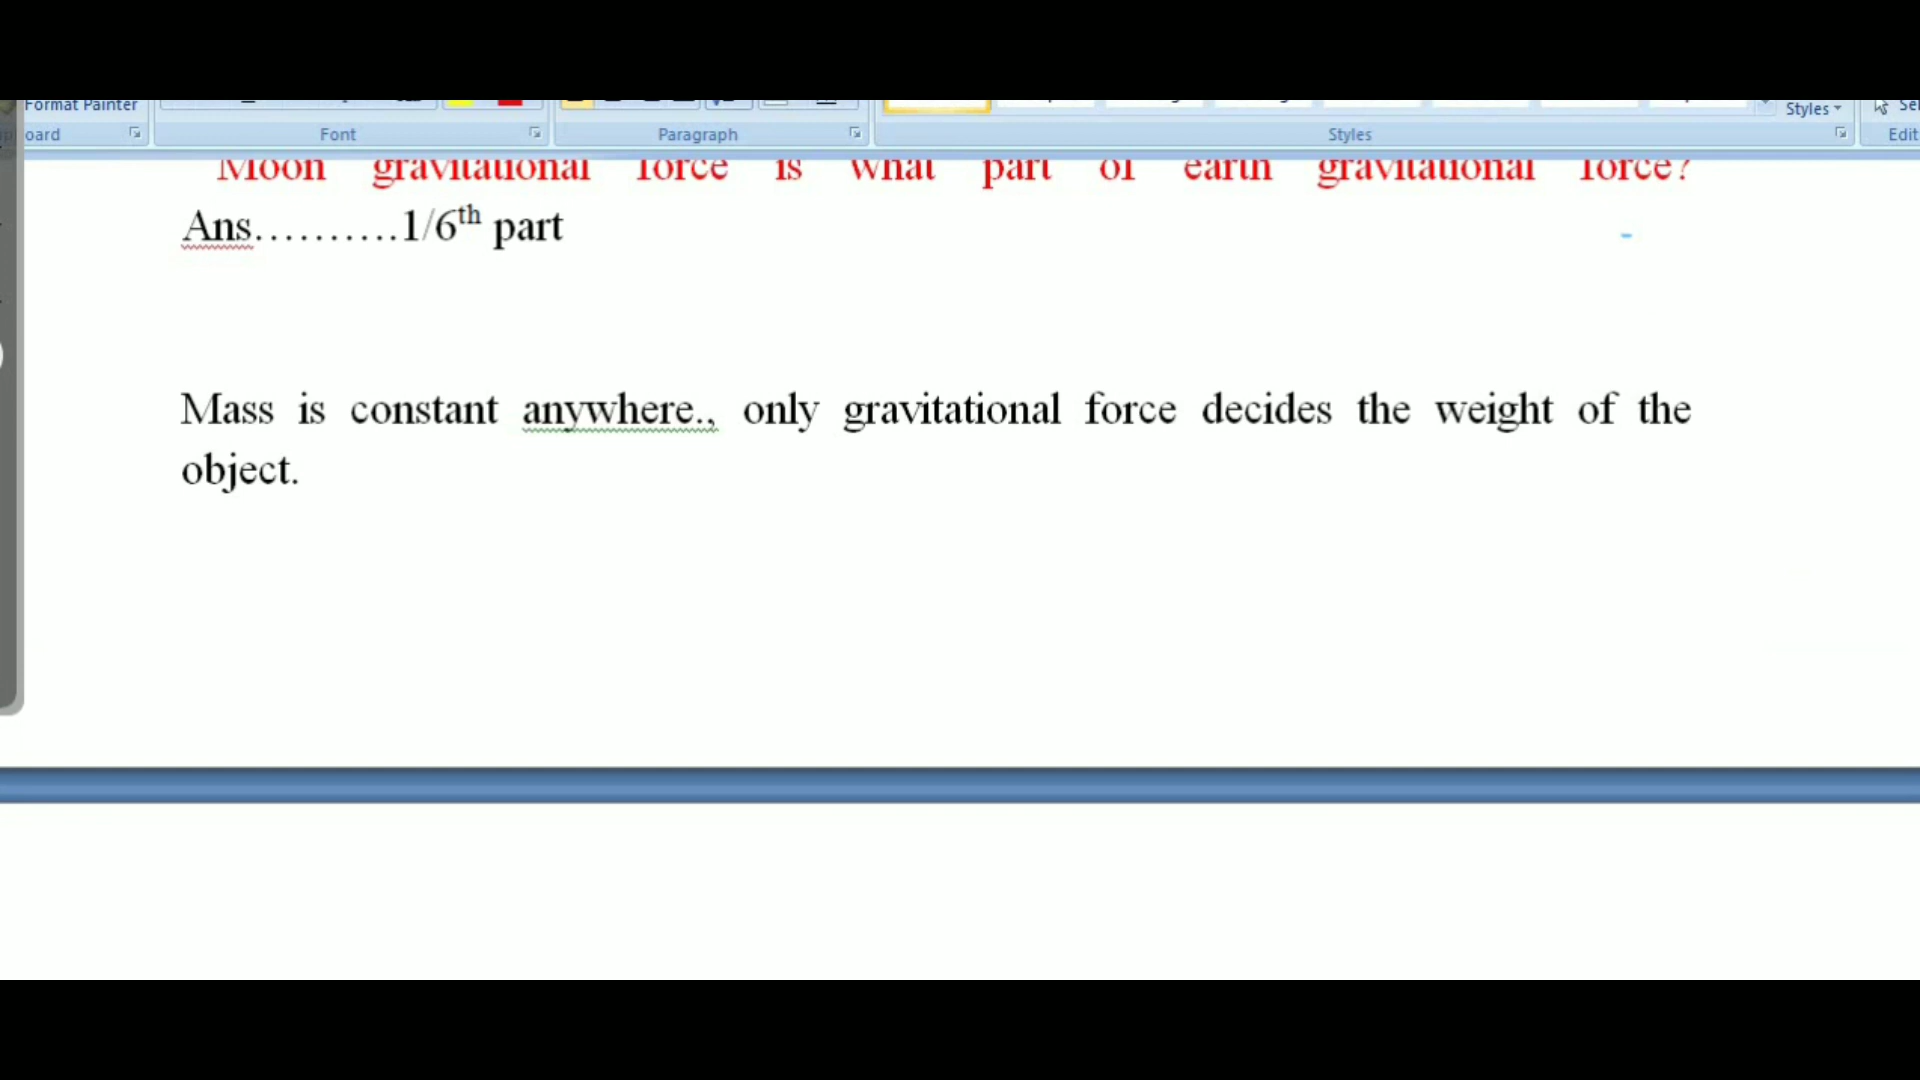 Format Painter
Styles
oard Font Paragraph Styles Edit
Moon gravitational force is what part of earth gravitational force?
Ans..........1/6th part
Mass is constant anywhere., only gravitational force decides the weight of the
object.